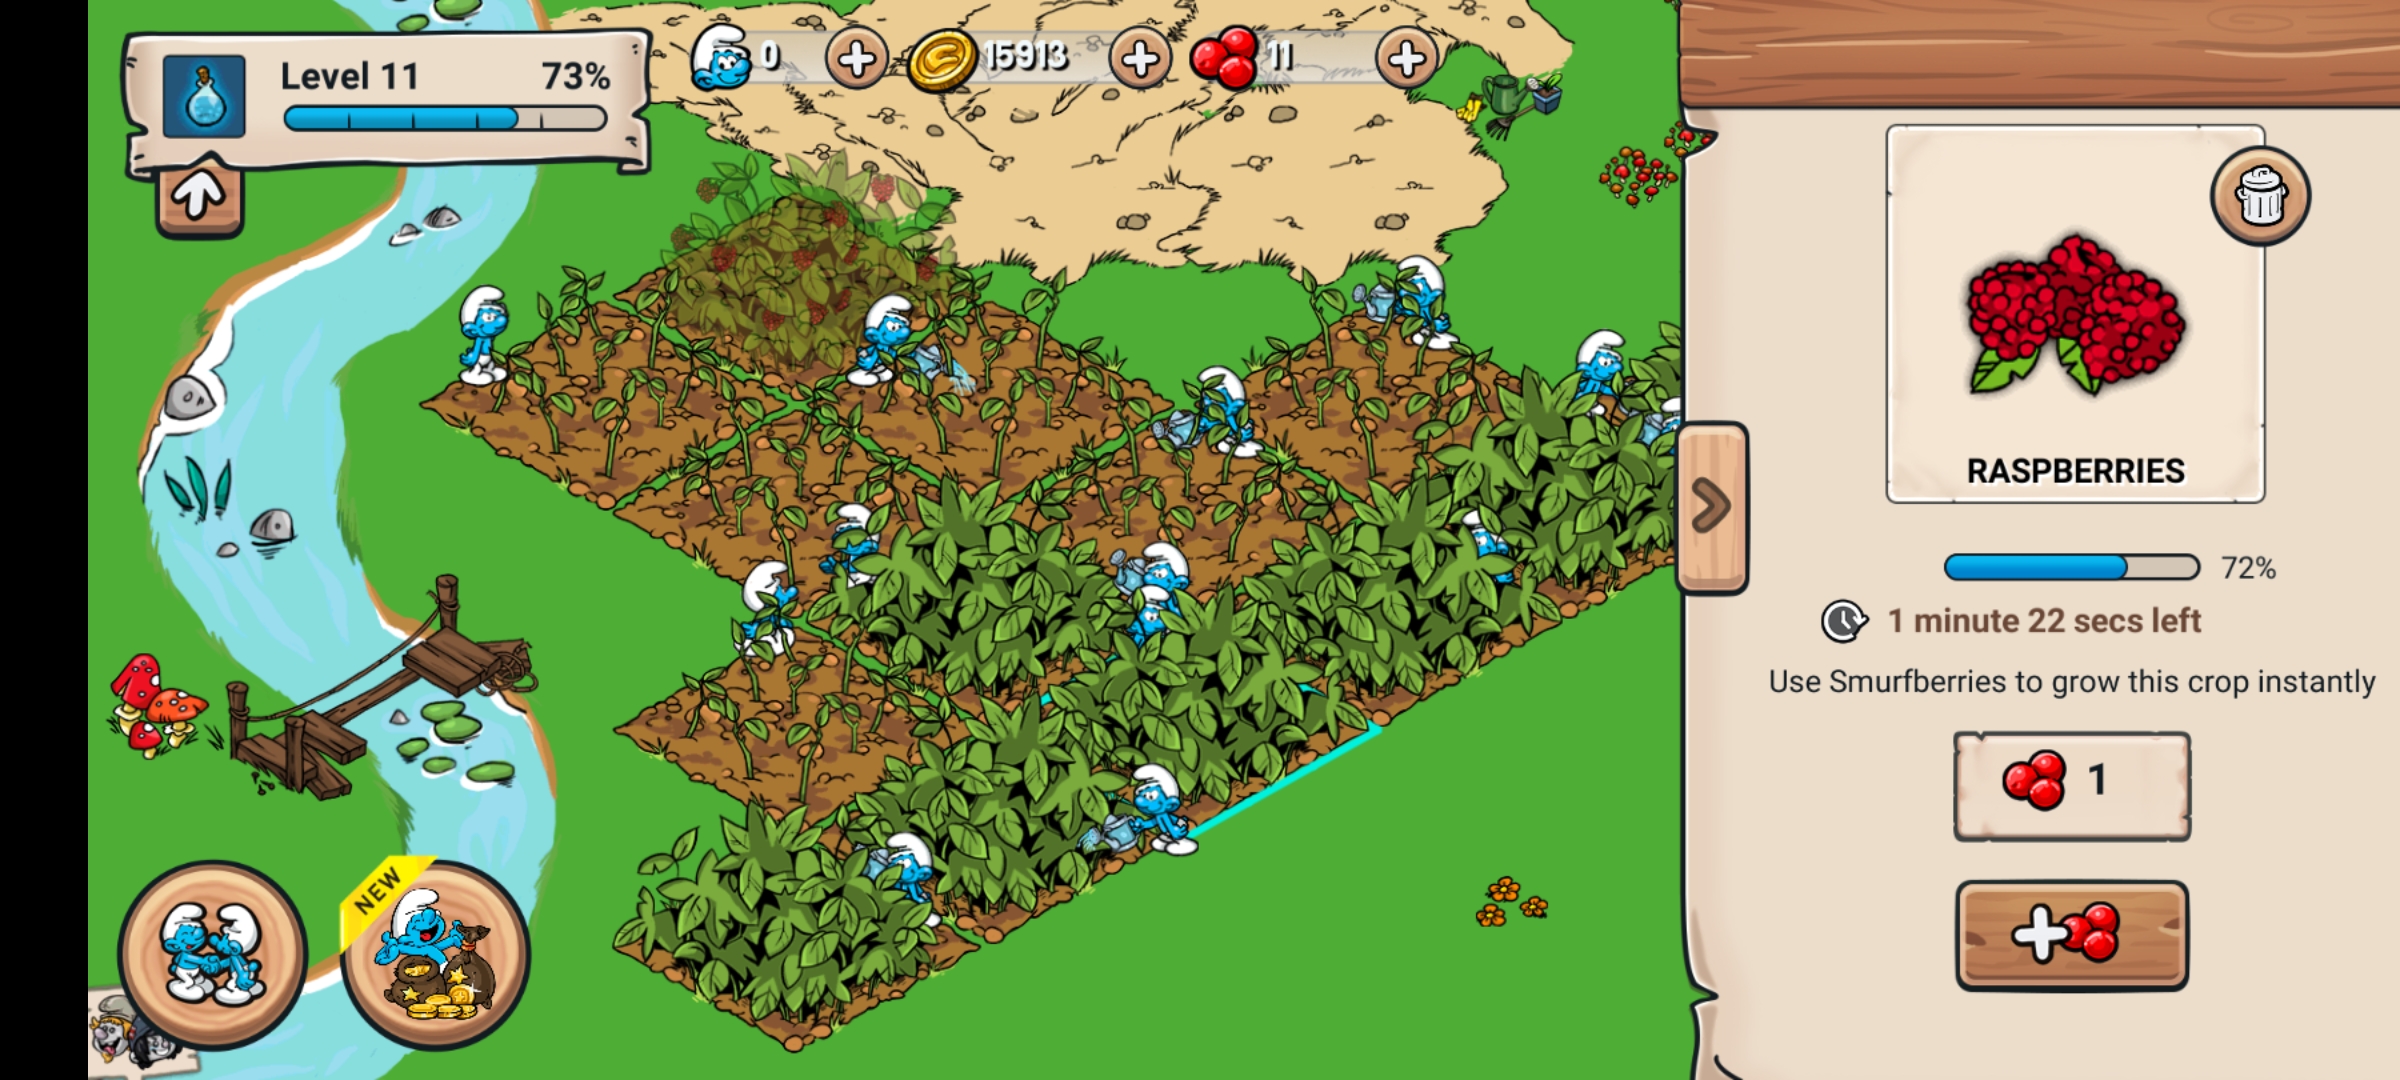 Level 11 73%
0
15913
11
RASPBERRIES
72%
1 minute 22 secs left
Use Smurfberries to grow this crop instantly
1
NEW